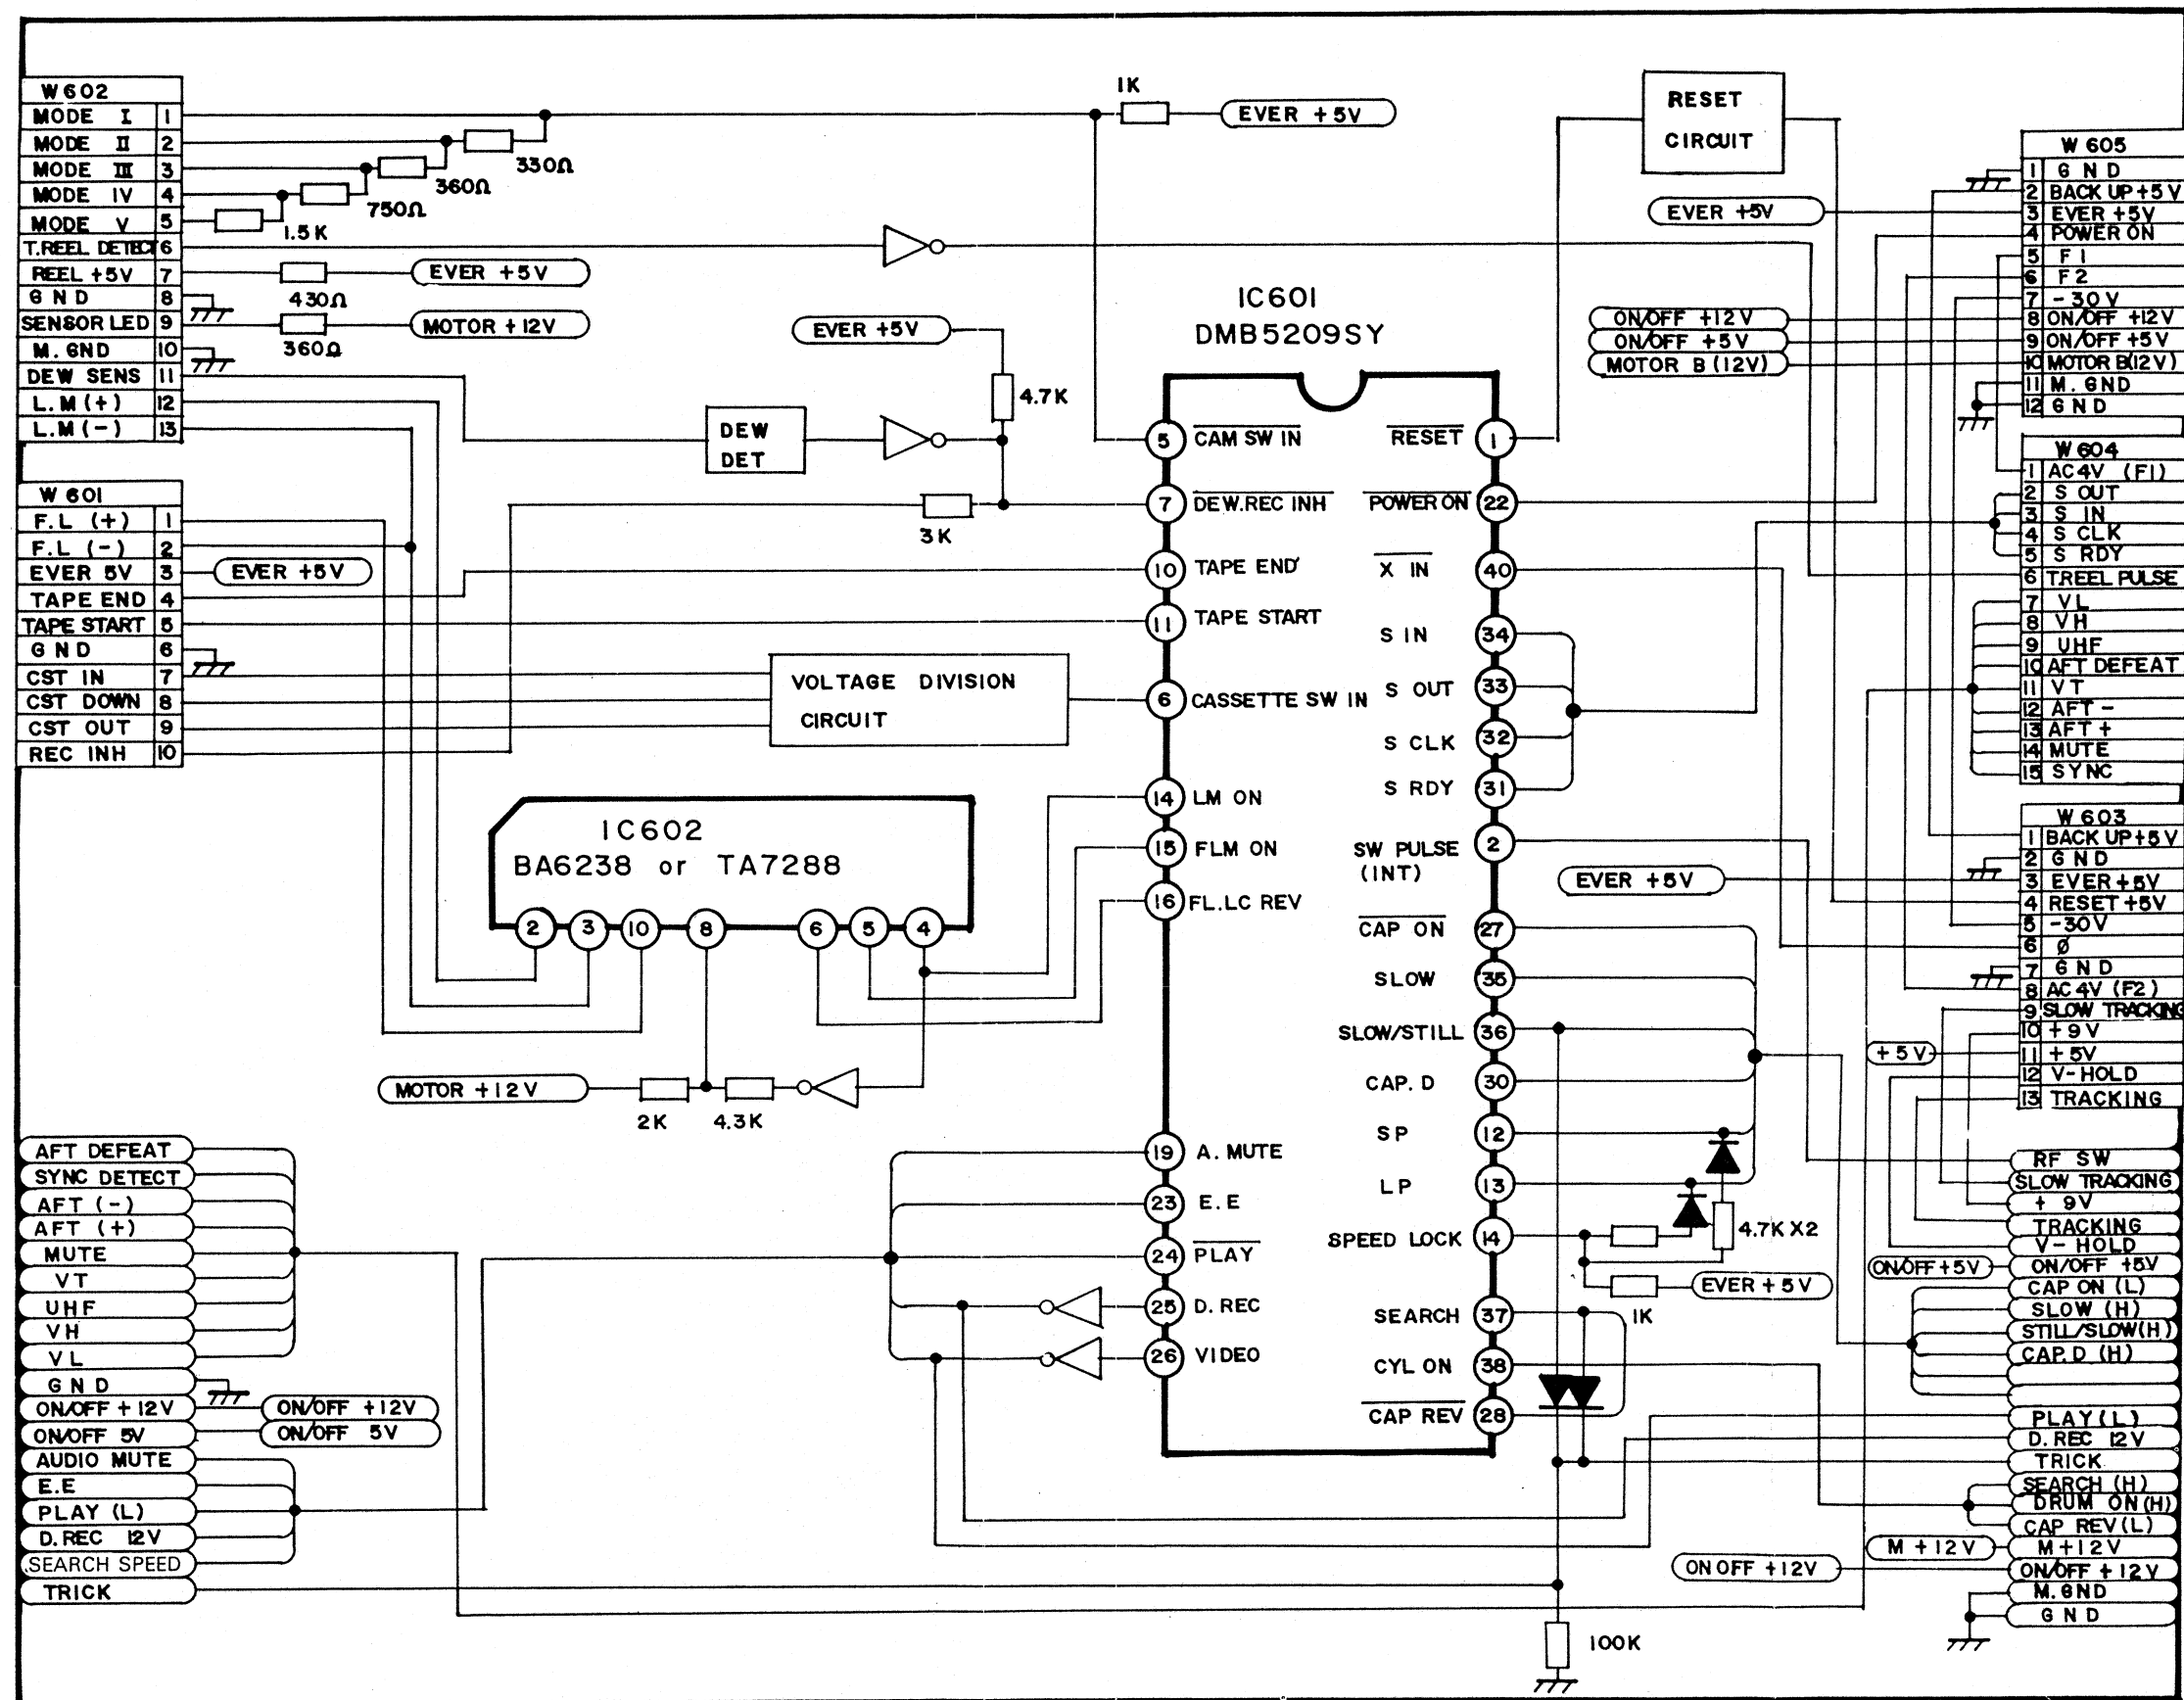 W602
MODE I 1
MODE II 2
MODE III 3
MODE IV 4
MODE V 5
T.REEL DETECT 6
REEL +5V 7
GND 8
SENSOR LED 9
M.GND 10
DEW SENS 11
L.M(+) 12
L.M(-) 13
330Ω
360Ω
750Ω
1.5K
430Ω
EVER +5V
360Ω
MOTOR +12V
1K
EVER +5V
EVER +5V
4.7K
DEW
DET
3K
W601
F.L (+) 1
F.L (-) 2
EVER 5V 3
EVER +5V
TAPE END 4
TAPE START 5
GND 6
CST IN 7
CST DOWN 8
CST OUT 9
REC INH 10
VOLTAGE DIVISION
CIRCUIT
IC602
BA6238 or TA7288
2 3 10 8 6 5 4
MOTOR +12V
2K
4.3K
IC601
DMB5209SY
5 CAM SW IN
7 DEW.REC INH
10 TAPE END'
11 TAPE START
6 CASSETTE SW IN
14 LM ON
15 FLM ON
16 FL.LC REV
19 A.MUTE
23 E.E
24 PLAY
25 D.REC
26 VIDEO
RESET 1
POWER ON 22
X IN 40
S IN 34
S OUT 33
S CLK 32
S RDY 31
SW PULSE 2
(INT)
CAP ON 27
SLOW 35
SLOW/STILL 36
CAP.D 30
SP 12
LP 13
SPEED LOCK 14
SEARCH 37
CYL ON 38
CAP REV 28
4.7K X2
EVER +5V
1K
100K
RESET
CIRCUIT
EVER +5V
ON/OFF +12V
ON/OFF +5V
MOTOR B (12V)
EVER +5V
+5V
ON/OFF+5V
M +12V
ON OFF +12V
W605
1 GND
2 BACK UP+5V
3 EVER +5V
4 POWER ON
5 F1
6 F2
7 -30V
8 ON/OFF +12V
9 ON/OFF +5V
10 MOTOR B(12V)
11 M.GND
12 GND
W604
1 AC4V (F1)
2 S OUT
3 S IN
4 S CLK
5 S RDY
6 T.REEL PULSE
7 VL
8 VH
9 UHF
10 AFT DEFEAT
11 VT
12 AFT -
13 AFT +
14 MUTE
15 SYNC
W603
1 BACK UP+5V
2 GND
3 EVER+5V
4 RESET +5V
5 -30V
6 Ø
7 GND
8 AC4V (F2)
9 SLOW TRACKING
10 +9V
11 +5V
12 V-HOLD
13 TRACKING
RF SW
SLOW TRACKING
+ 9V
TRACKING
V-HOLD
ON/OFF +5V
CAP ON (L)
SLOW (H)
STILL/SLOW(H)
CAP.D (H)
PLAY(L)
D.REC 12V
TRICK
SEARCH (H)
DRUM ON(H)
CAP REV(L)
M+12V
ON/OFF +12V
M.GND
GND
AFT DEFEAT
SYNC DETECT
AFT (-)
AFT (+)
MUTE
VT
UHF
VH
VL
GND
ON/OFF +12V
ON/OFF +12V
ON/OFF 5V
ON/OFF 5V
AUDIO MUTE
E.E
PLAY (L)
D.REC 12V
SEARCH SPEED
TRICK